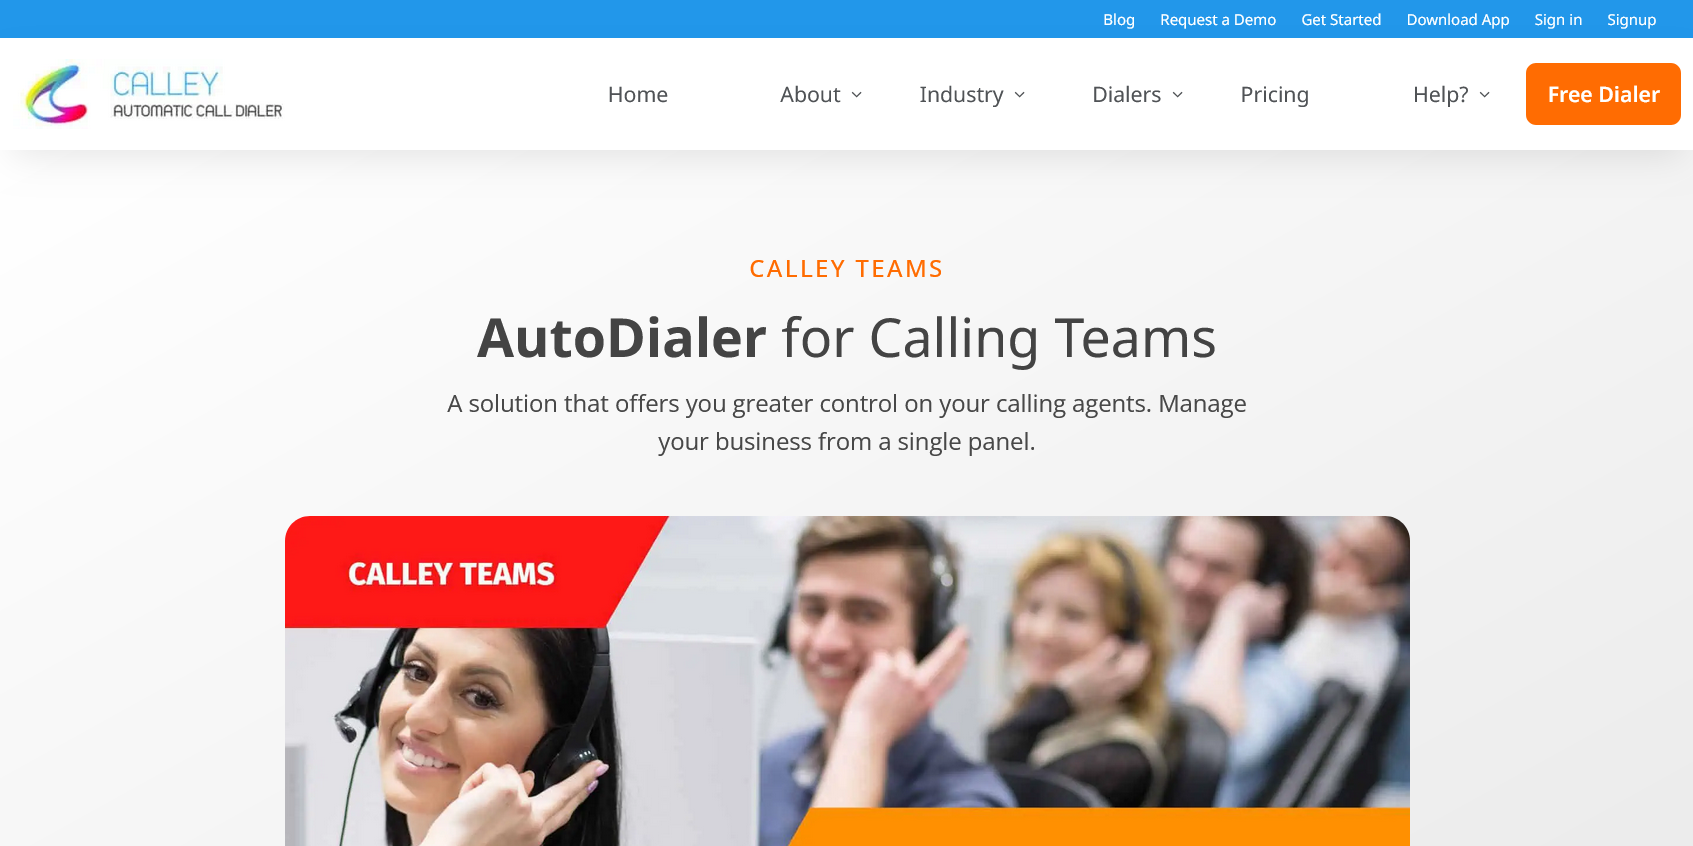 Blog Request a Demo Get Started Download App Sign in Signup
CALLEY
AUTOMATIC CALL DIALER
Home About Industry Dialers Pricing Help? Free Dialer
CALLEY TEAMS
AutoDialer for Calling Teams
A solution that offers you greater control on your calling agents. Manage
your business from a single panel.
CALLEY TEAMS